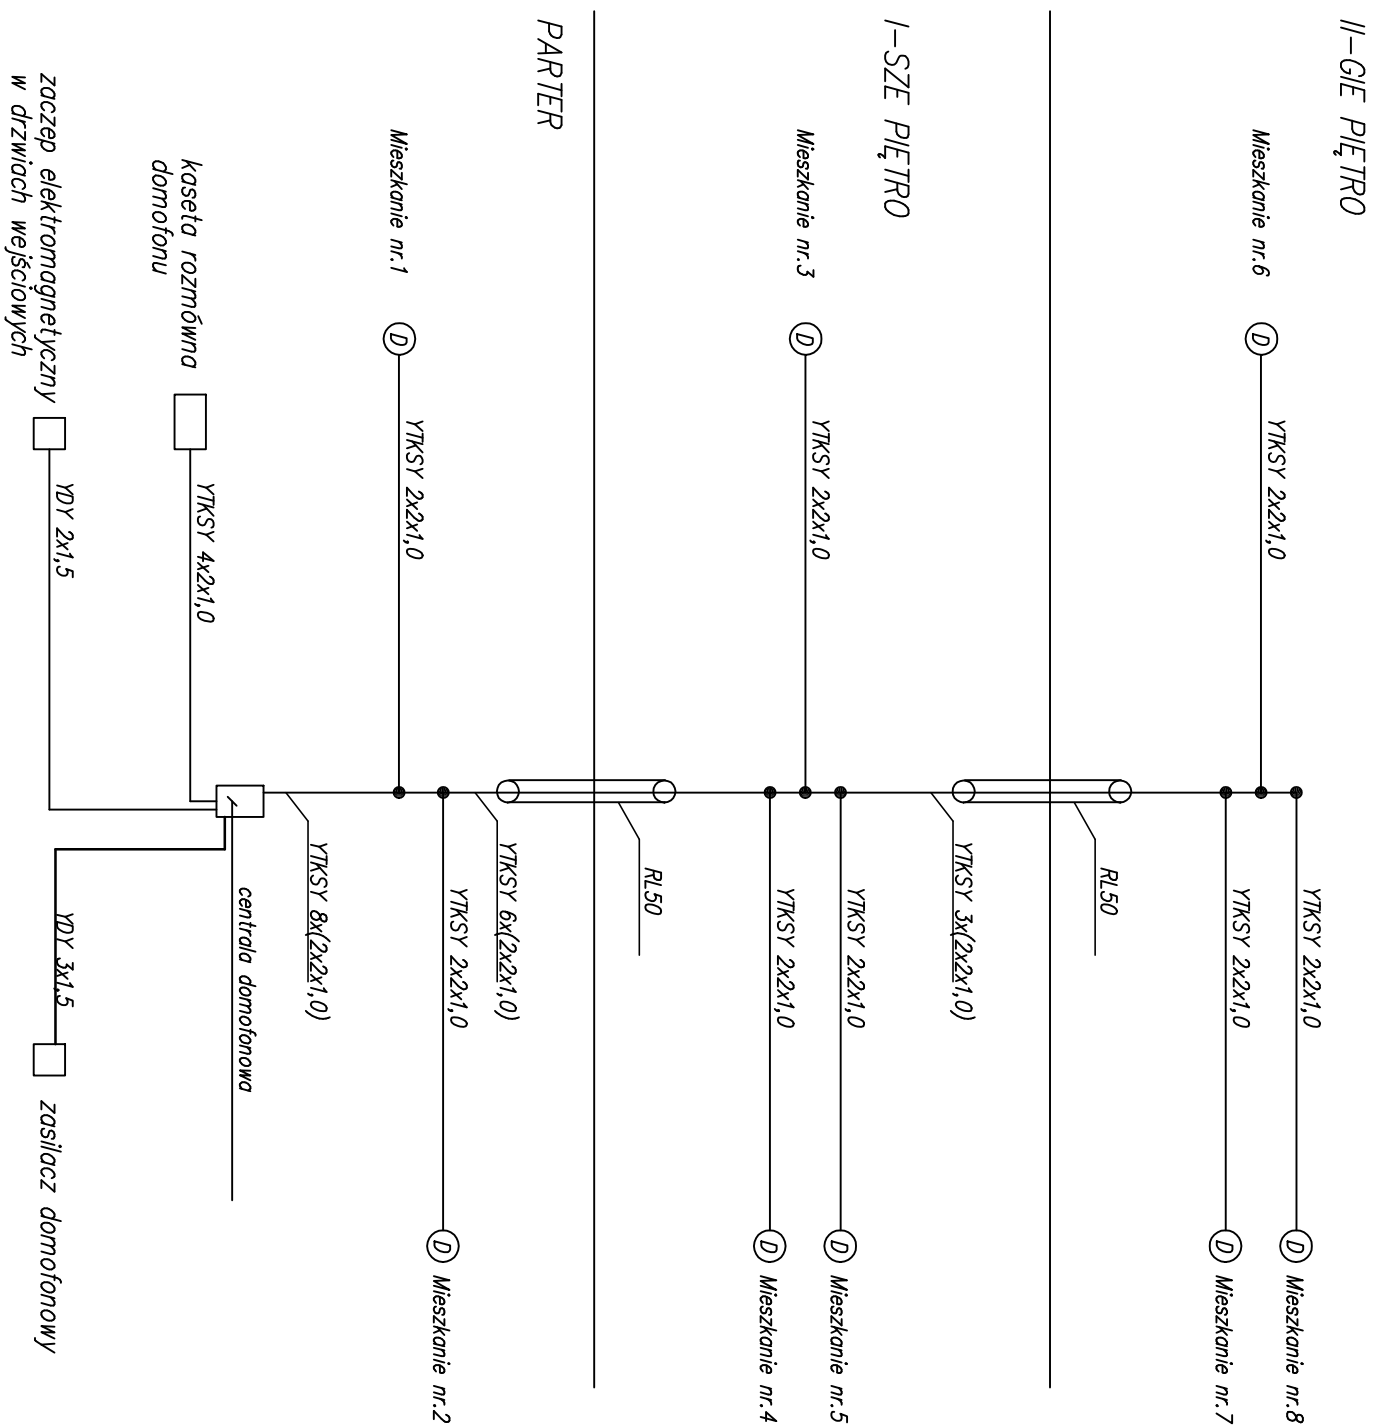 II-GIE PIĘTRO
YTKSY 2x2x1,0
Mieszkanie nr.8
Mieszkanie nr.6
YTKSY 2x2x1,0
YTKSY 2x2x1,0
Mieszkanie nr.7
D
D
D
RL50
I-SZE PIĘTRO
YTKSY 3x(2x2x1,0)
YTKSY 2x2x1,0
Mieszkanie nr.5
Mieszkanie nr.3
YTKSY 2x2x1,0
YTKSY 2x2x1,0
Mieszkanie nr.4
D
D
D
RL50
PARTER
YTKSY 6x(2x2x1,0)
YTKSY 2x2x1,0
Mieszkanie nr.2
D
Mieszkanie nr.1
D
YTKSY 2x2x1,0
YTKSY 8x(2x2x1,0)
centrala domofonowa
kaseta rozmówna
domofonu
YTKSY 4x2x1,0
zaczep elektromagnetyczny
w drzwiach wejściowych
YDY 2x1,5
YDY 3x1,5
zasilacz domofonowy